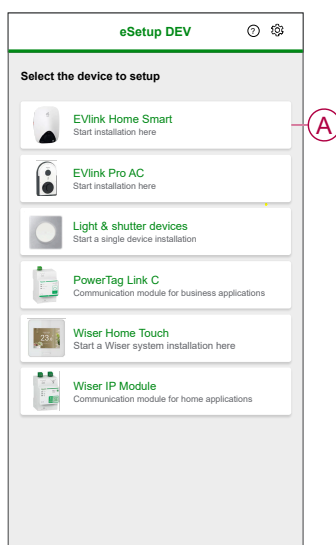 eSetup DEV
Select the device to setup
EVlink Home Smart
Start installation here
A
EVlink Pro AC
Start installation here
Light & shutter devices
Start a single device installation
PowerTag Link C
Communication module for business applications
Wiser Home Touch
Start a Wiser system installation here
Wiser IP Module
Communication module for home applications